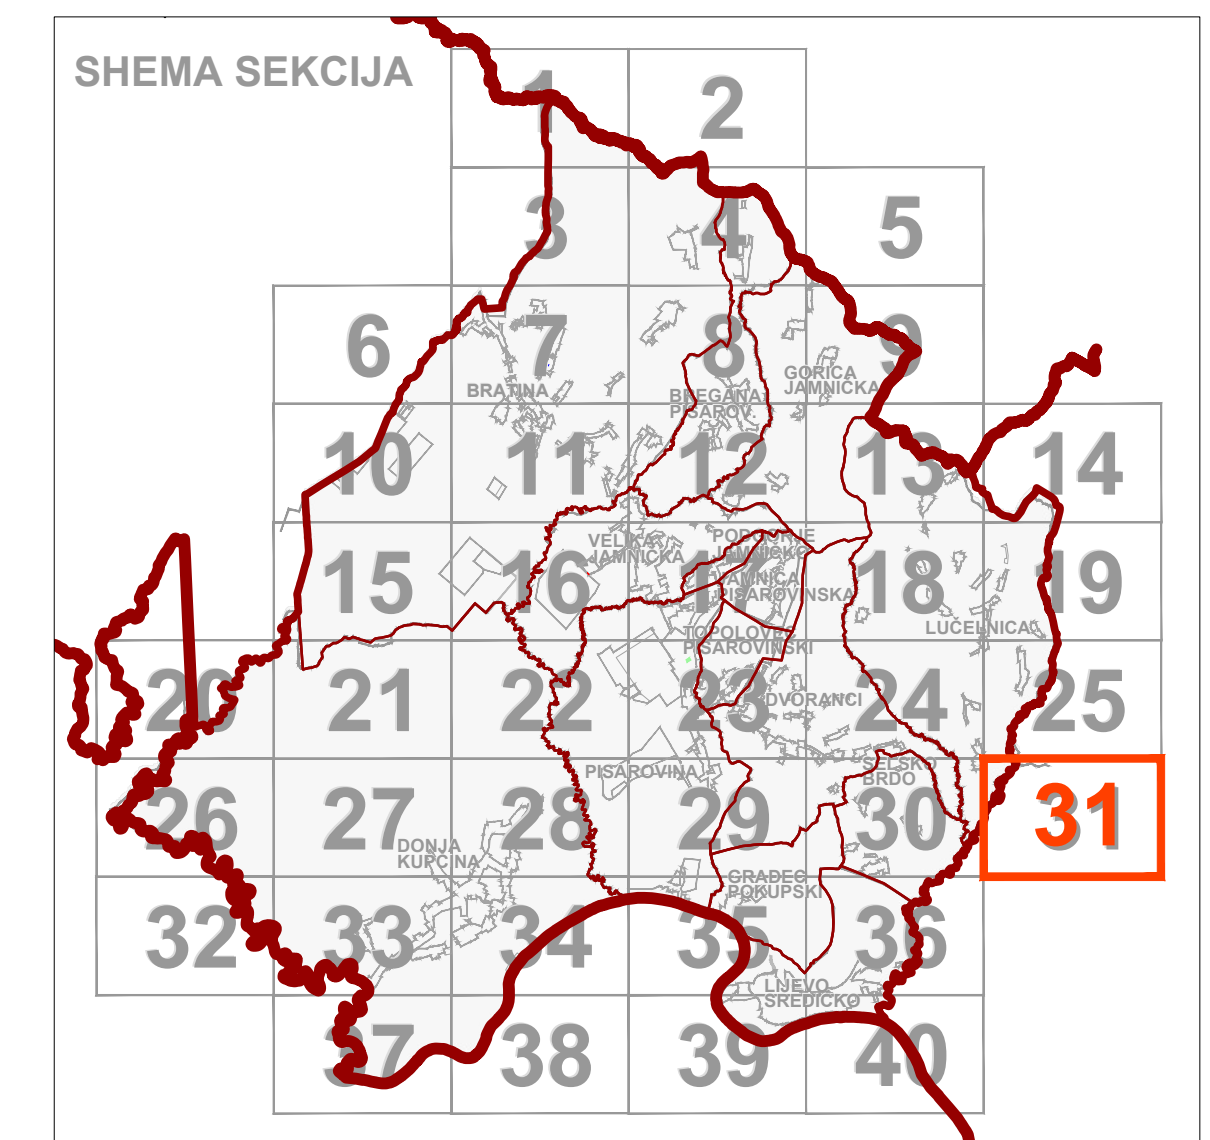 SHEMA SEKCIJA
1
2
3
4
5
6
7
8
9
GORICA
JAMNIČKA
BRATINA
BREGANA
PISAROV.
10
11
12
13
14
VELIKA
JAMNIČKA
PODGORJE
JAMNIČKO
15
16
17
18
19
JAMNICA
PISAROVINSKA
LUČELNICA
TOPOLOVEC
PISAROVINSKI
20
21
22
23
DVORANCI
24
25
PISAROVINA
SELSKO
BRDO
26
27
28
29
30
31
DONJA
KUPČINA
GRADEC
POKUPSKI
32
33
34
35
36
LIJEVO
SREDIČKO
37
38
39
40